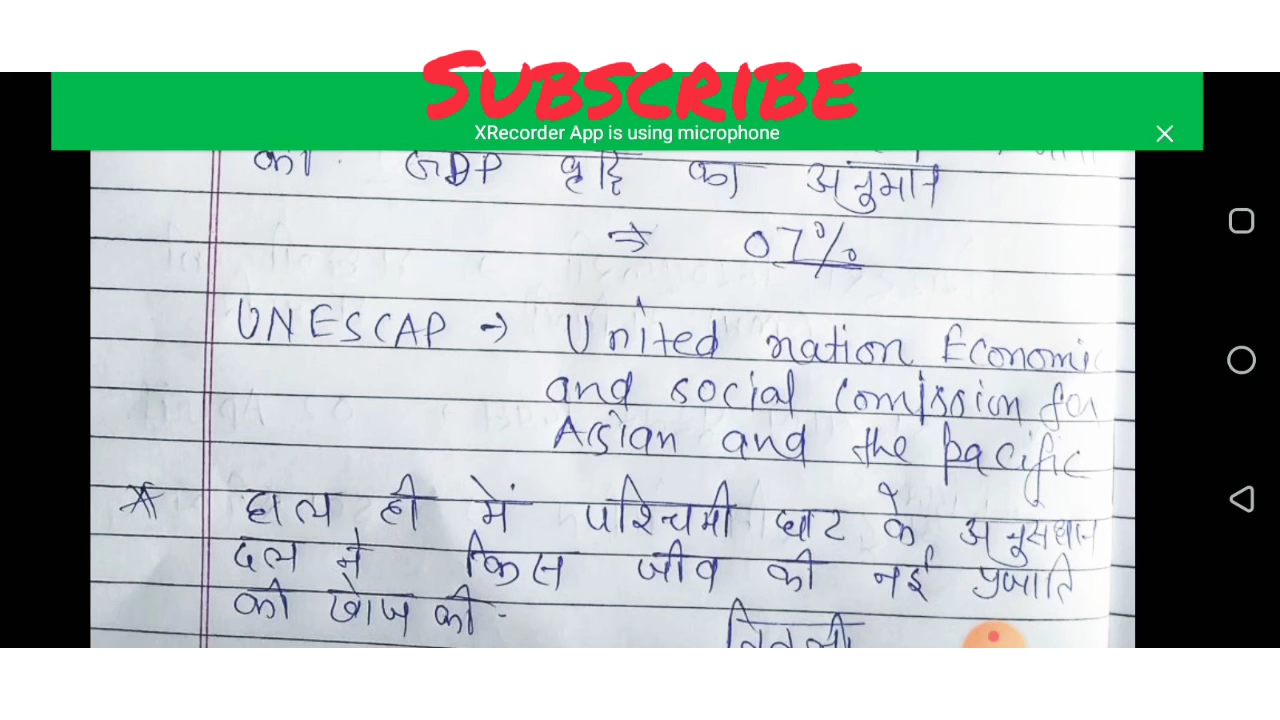 SUBSCRIBE
XRecorder App is using microphone
की GDP वृद्धि का अनुमान
⇒ 07%
UNESCAP → United nation Economic
and social Comission for
Asian and the pacific
* हाल ही में पश्चिमी घाट के अनुसंधान
दल ने किस जीव की नई प्रजाति
की खोज की -
तितली